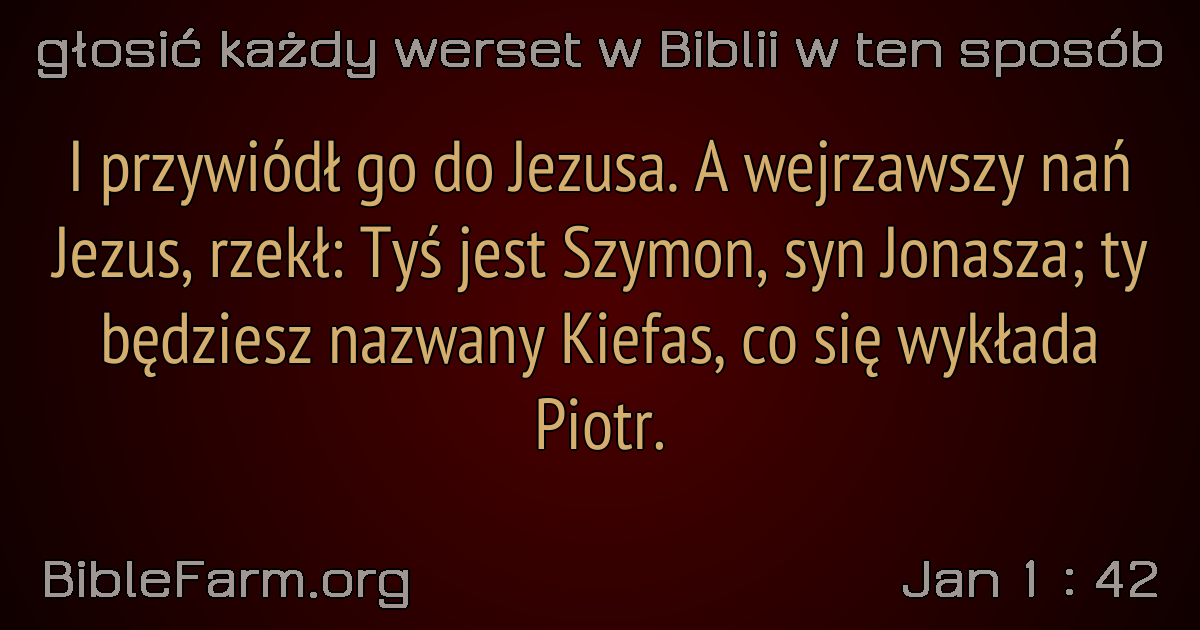 głosić każdy werset w Biblii w ten sposób
I przywiódł go do Jezusa. A wejrzawszy nań
Jezus, rzekł: Tyś jest Szymon, syn Jonasza; ty
będziesz nazwany Kiefas, co się wykłada
Piotr.
BibleFarm.org
Jan 1 : 42